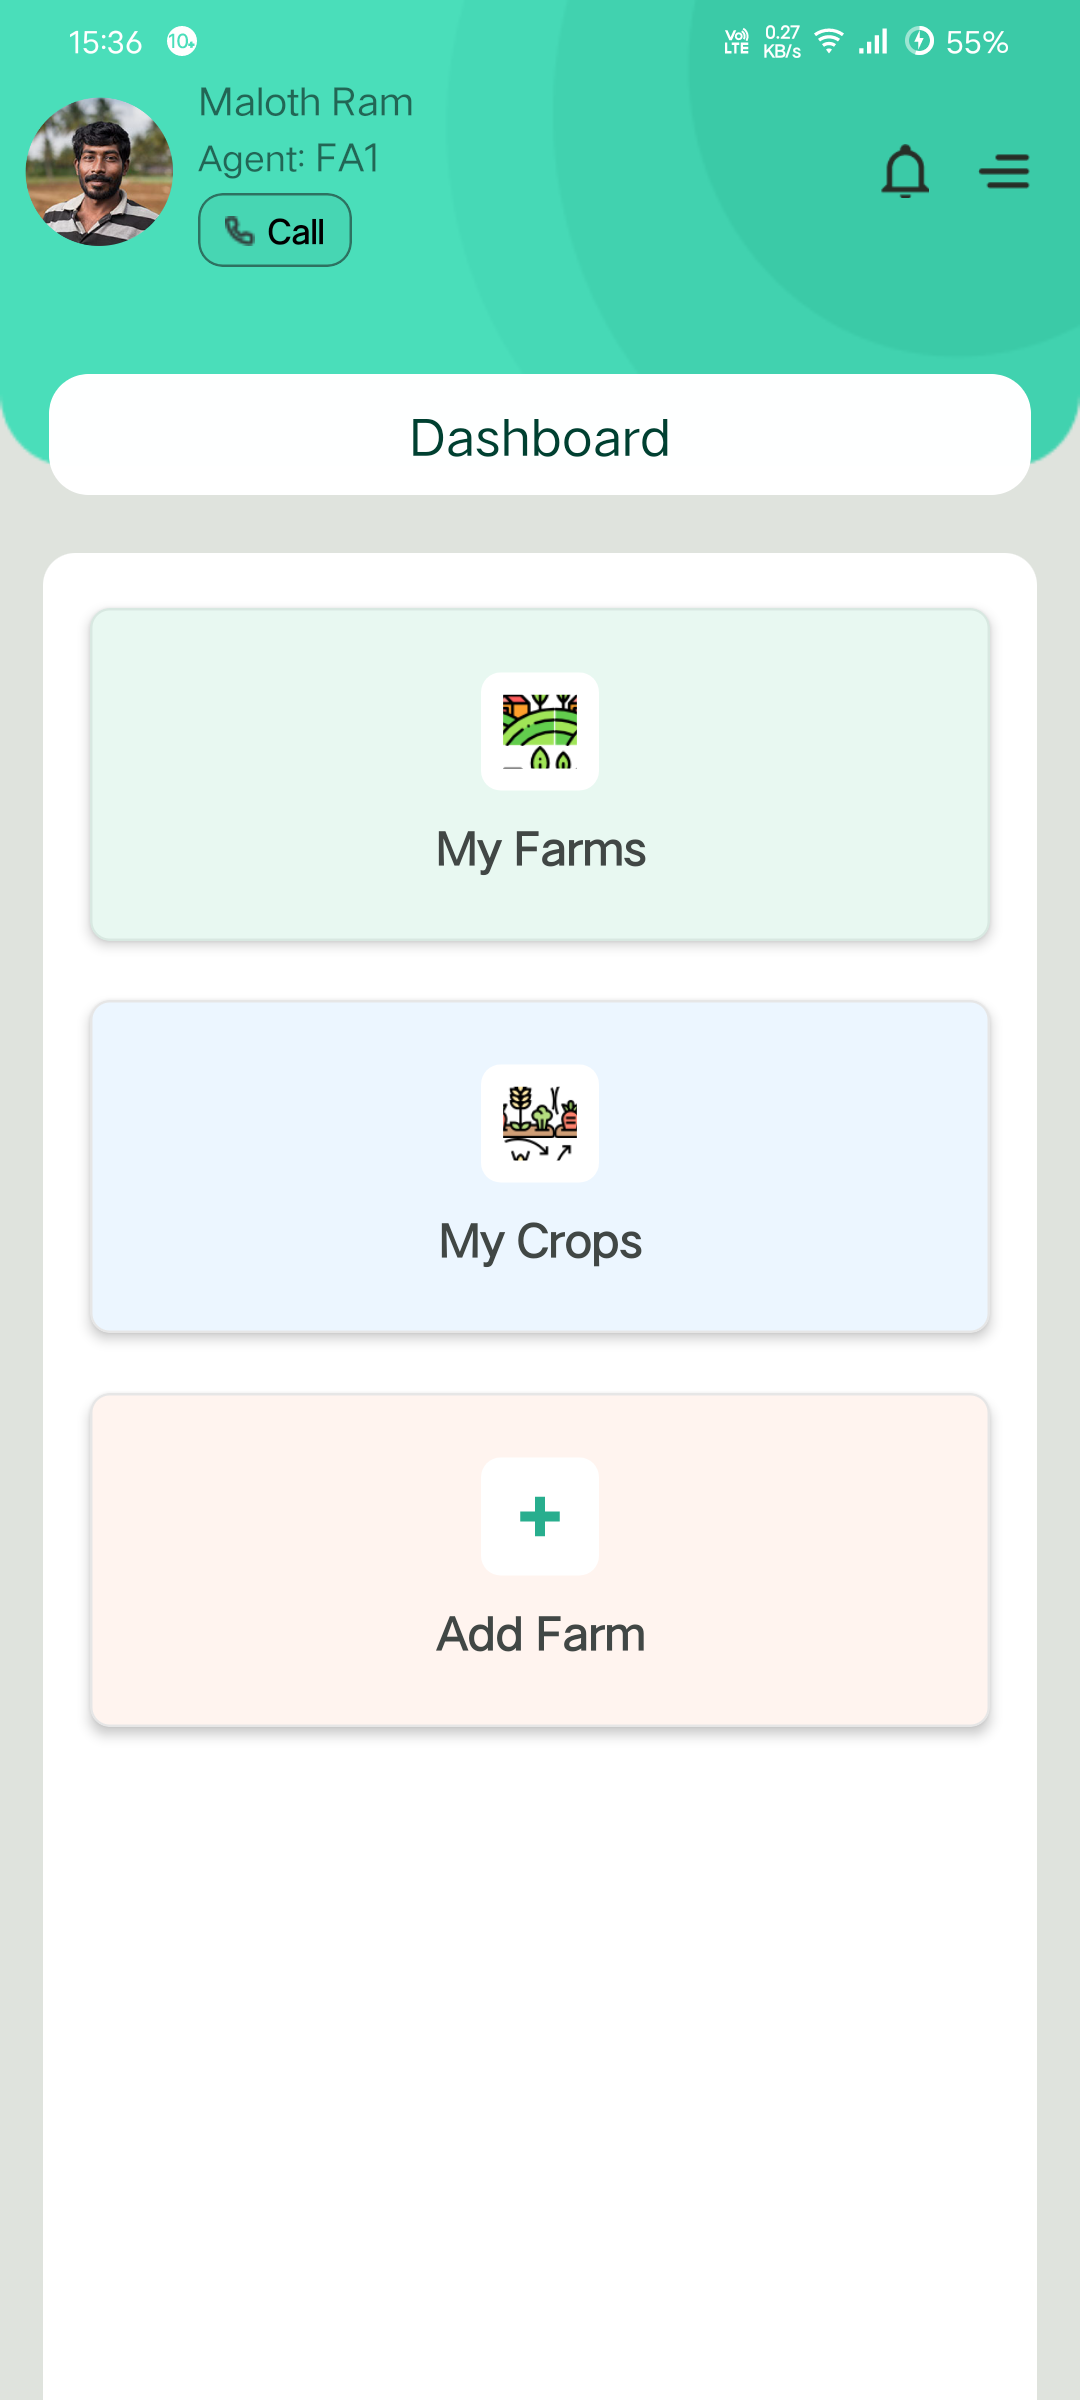 15:36
10+
Vo)) LTE
0.27 KB/s
55%
Maloth Ram
Agent: FA1
Call
Dashboard
My Farms
My Crops
Add Farm